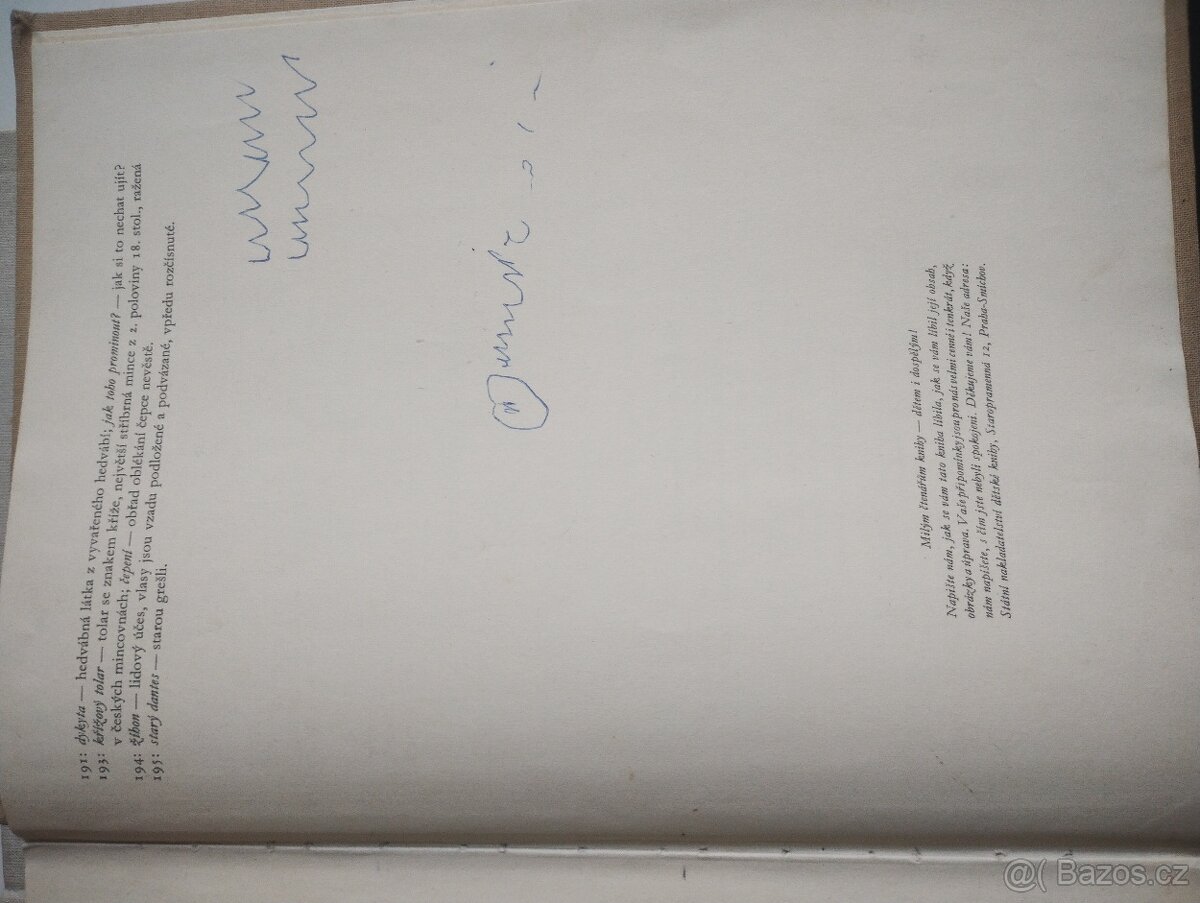 191: dykyta — hedvábná látka z vyvařeného hedvábí; jak toho prominout? — jak si to nechat ujít?
193: křížový tolar — tolar se znakem kříže, největší stříbrná mince z 2. poloviny 18. stol., ražená
v českých mincovnách; čepení — obřad oblékání čepce nevěstě.
194: žibon — lidový účes, vlasy jsou vzadu podložené a podvázané, vpředu rozčísnuté.
195: starý dantes — starou grešli.
Milým čtenářům knihy — dětem i dospělým!
Napište nám, jak se vám tato kniha líbila, jak se vám líbil její obsah,
obrázky a úprava. Vaše připomínky jsou pro nás velmi cenné i tenkrát, když
nám napíšete, s čím jste nebyli spokojeni. Děkujeme vám! Naše adresa:
Státní nakladatelství dětské knihy, Staropramenná 12, Praha-Smíchov.
@( Bazos.cz